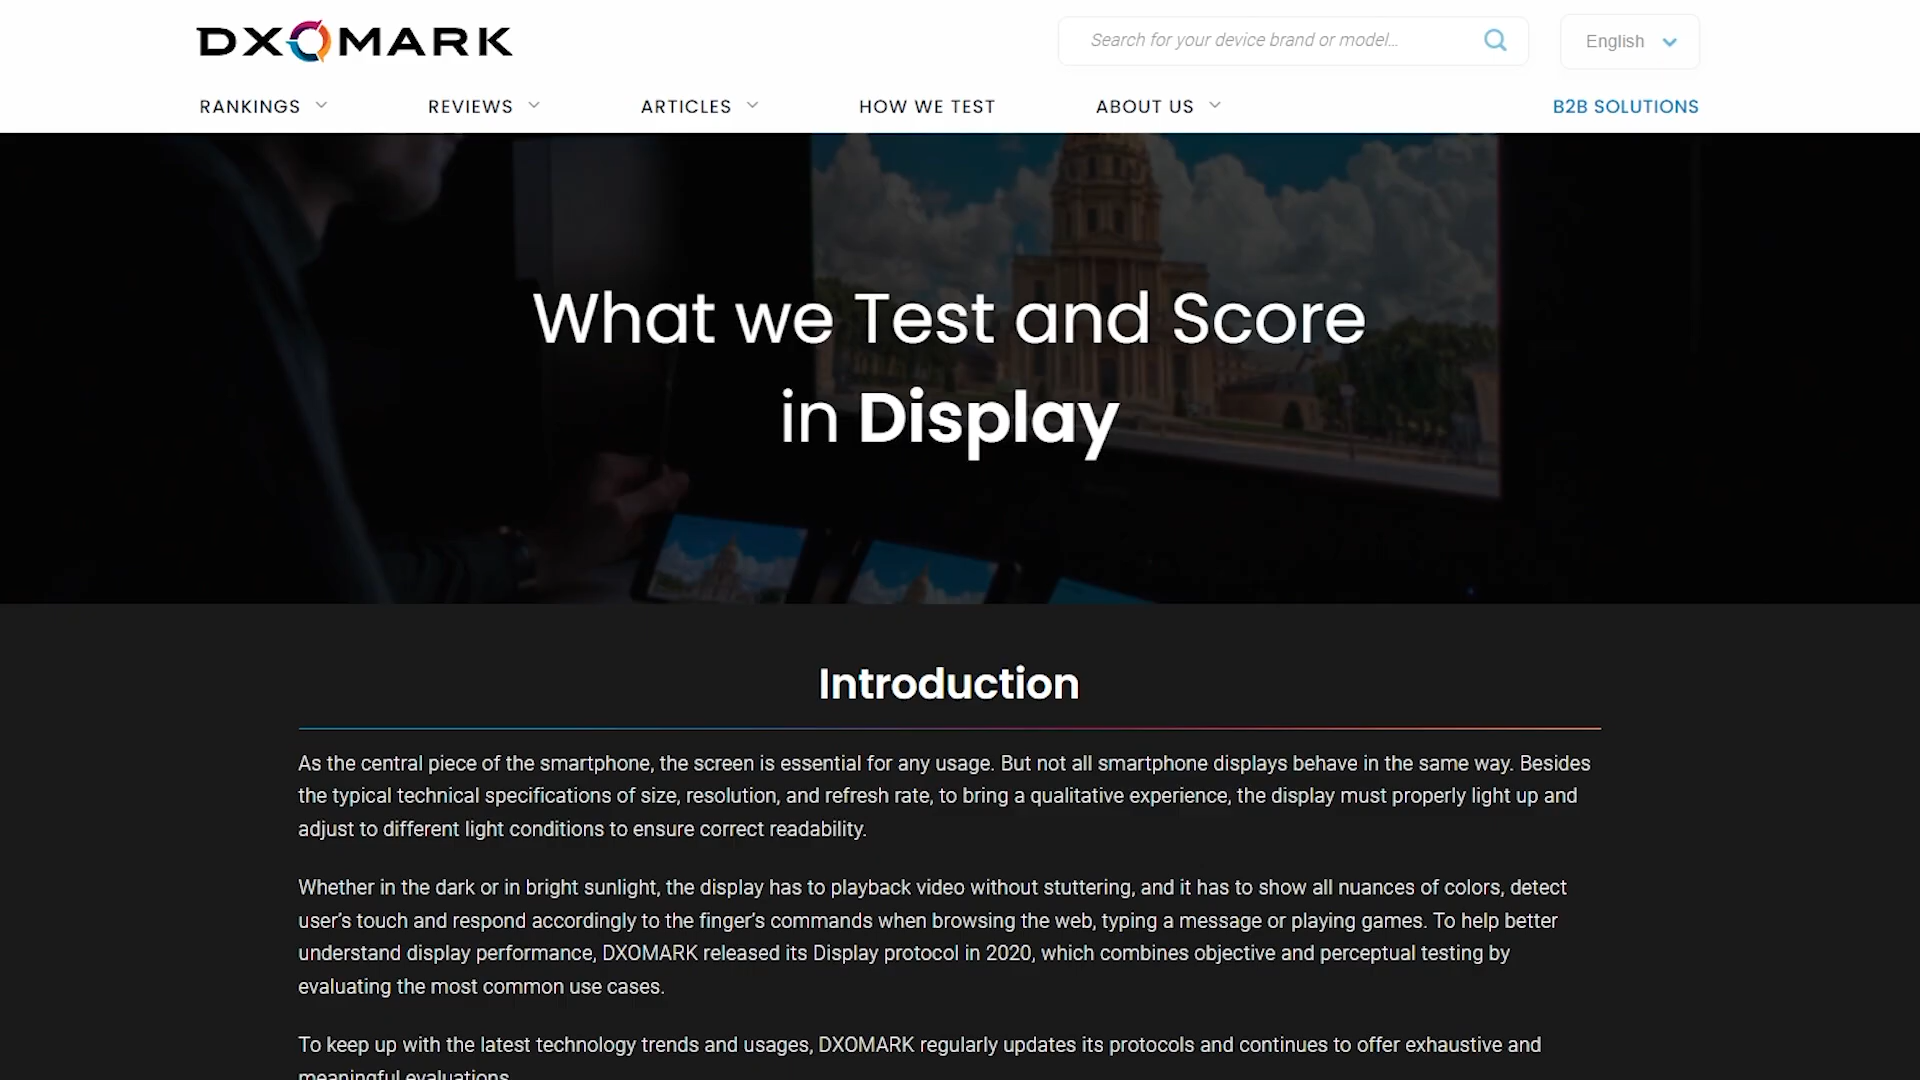 DXOMARK
Search for your device brand or model...
English
RANKINGS
REVIEWS
ARTICLES
HOW WE TEST
ABOUT US
B2B SOLUTIONS
What we Test and Score
in Display
Introduction
As the central piece of the smartphone, the screen is essential for any usage. But not all smartphone displays behave in the same way. Besides
the typical technical specifications of size, resolution, and refresh rate, to bring a qualitative experience, the display must properly light up and
adjust to different light conditions to ensure correct readability.
Whether in the dark or in bright sunlight, the display has to playback video without stuttering, and it has to show all nuances of colors, detect
user’s touch and respond accordingly to the finger’s commands when browsing the web, typing a message or playing games. To help better
understand display performance, DXOMARK released its Display protocol in 2020, which combines objective and perceptual testing by
evaluating the most common use cases.
To keep up with the latest technology trends and usages, DXOMARK regularly updates its protocols and continues to offer exhaustive and
meaningful evaluations.